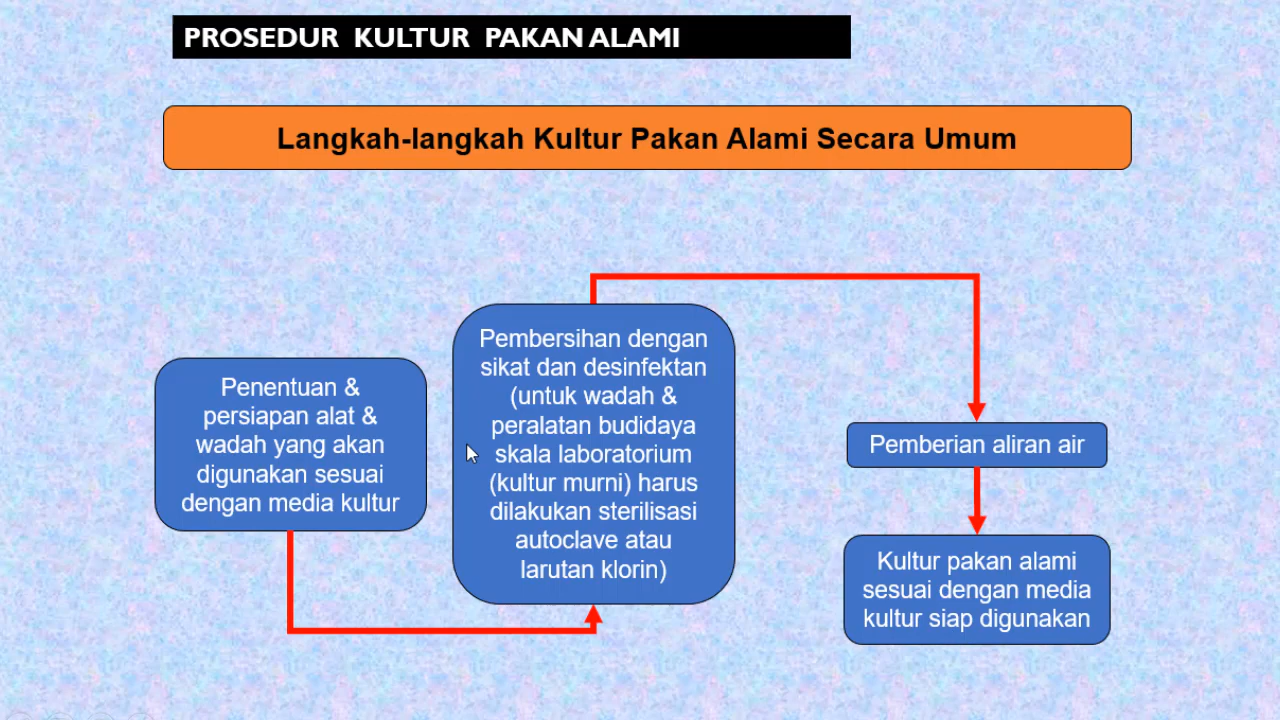 PROSEDUR KULTUR PAKAN ALAMI
Langkah-langkah Kultur Pakan Alami Secara Umum
Penentuan &
persiapan alat &
wadah yang akan
digunakan sesuai
dengan media kultur
Pembersihan dengan
sikat dan desinfektan
(untuk wadah &
peralatan budidaya
skala laboratorium
(kultur murni) harus
dilakukan sterilisasi
autoclave atau
larutan klorin)
Pemberian aliran air
Kultur pakan alami
sesuai dengan media
kultur siap digunakan